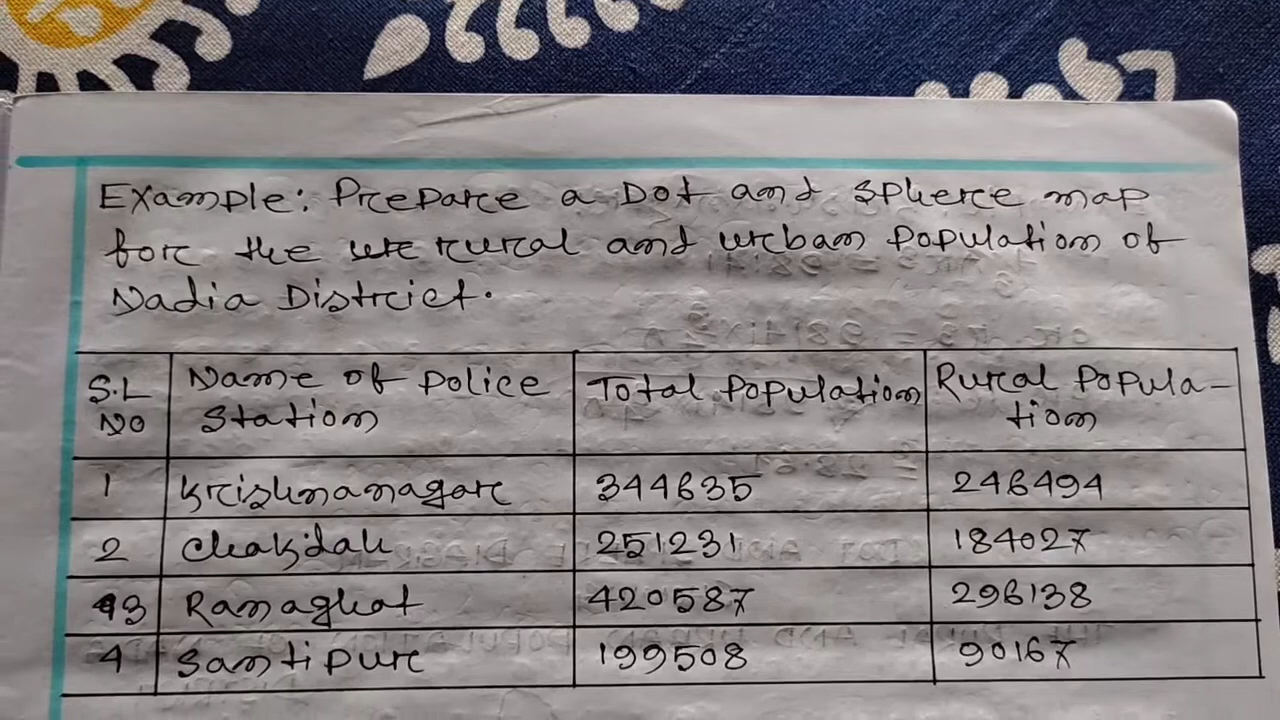 Example: Prepare a Dot and Sphere map
for the rural and urban population of
Nadia District.
S.L No | Name of Police Station | Total Population | Rural Popula-tion
1 | Krishnanagar | 344635 | 246494
2 | Chakdah | 251231 | 184027
3 | Ranaghat | 420587 | 296138
4 | Santipur | 199508 | 90167